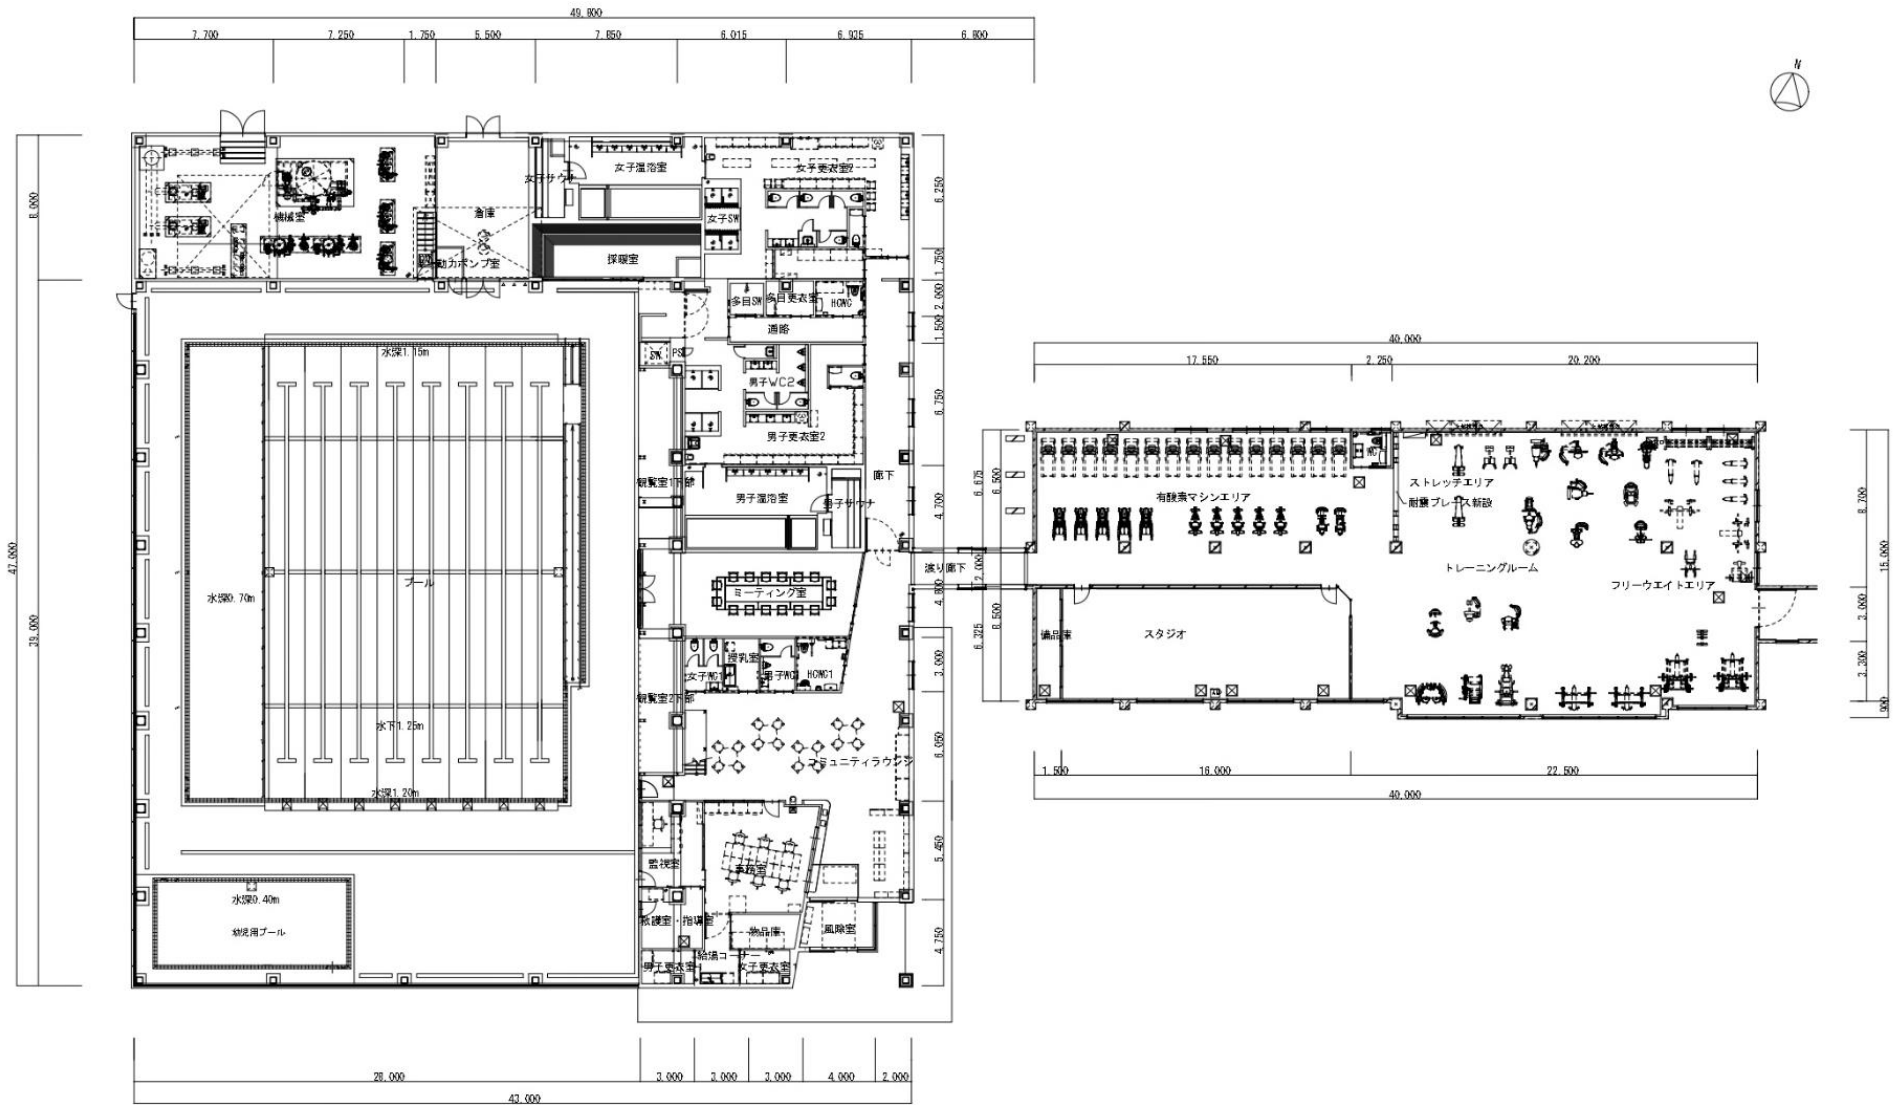 49.800
7.700 7.250 1.750 5.500 7.850 6.015 6.925 6.800
N
女子温浴室
女子更衣室2
女子サウナ
8.000
6.250
機械室
倉庫
女子SW
動力ポンプ室
採暖室
1.750
多目SW
多目更衣室
HCWC
2.000
通路
1.500
水深1.15m
SW
PS
男子WC2
6.750
男子更衣室2
40.000
17.550 2.250 20.200
廊下
観覧室1下部
男子温浴室
男子サウナ
4.700
6.675
6.500
有酸素マシンエリア
WC
ストレッチエリア
耐震ブレース新設
8.700
47.000
39.000
15.000
プール
水深0.70m
ミーティング室
渡り廊下
2.000
トレーニングルーム
フリーウエイトエリア
3.000
女子WC1
授乳室
男子WC1
HCWC1
3.000
6.325
6.500
備品庫
スタジオ
3.300
900
観覧室2下部
水下1.25m
コミュニティラウンジ
6.050
水深1.20m
1.500 16.000 22.500
40.000
監視室
事務室
5.450
水深0.40m
幼児用プール
救護室・指導室
物品庫
風除室
給湯コーナー
男子更衣室
女子更衣室
4.750
28.000 3.000 3.000 3.000 4.000 2.000
43.000